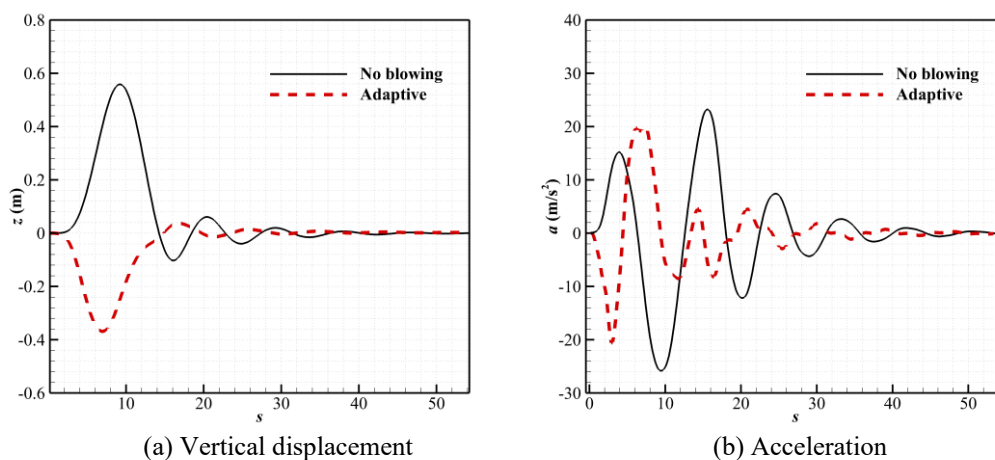 0.8
0.6
0.4
0.2
0
-0.2
-0.4
-0.6
z (m)
10
20
30
40
50
s
No blowing
Adaptive
(a) Vertical displacement
40
30
20
10
0
-10
-20
-30
a (m/s²)
0
10
20
30
40
50
s
No blowing
Adaptive
(b) Acceleration